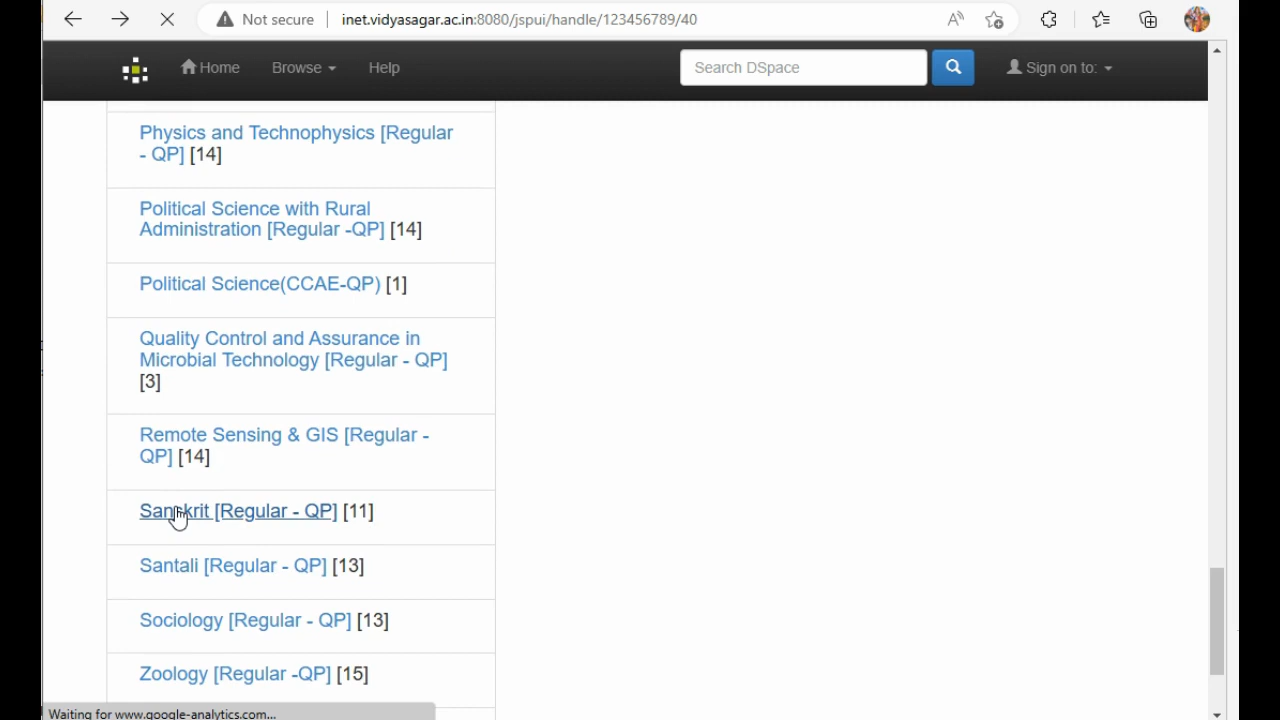 Not secure
inet.vidyasagar.ac.in:8080/jspui/handle/123456789/40
Home
Browse
Help
Search DSpace
Sign on to:
Physics and Technophysics [Regular
- QP] [14]
Political Science with Rural
Administration [Regular -QP] [14]
Political Science(CCAE-QP) [1]
Quality Control and Assurance in
Microbial Technology [Regular - QP]
[3]
Remote Sensing & GIS [Regular -
QP] [14]
Sanskrit [Regular - QP] [11]
Santali [Regular - QP] [13]
Sociology [Regular - QP] [13]
Zoology [Regular -QP] [15]
Waiting for www.google-analytics.com...